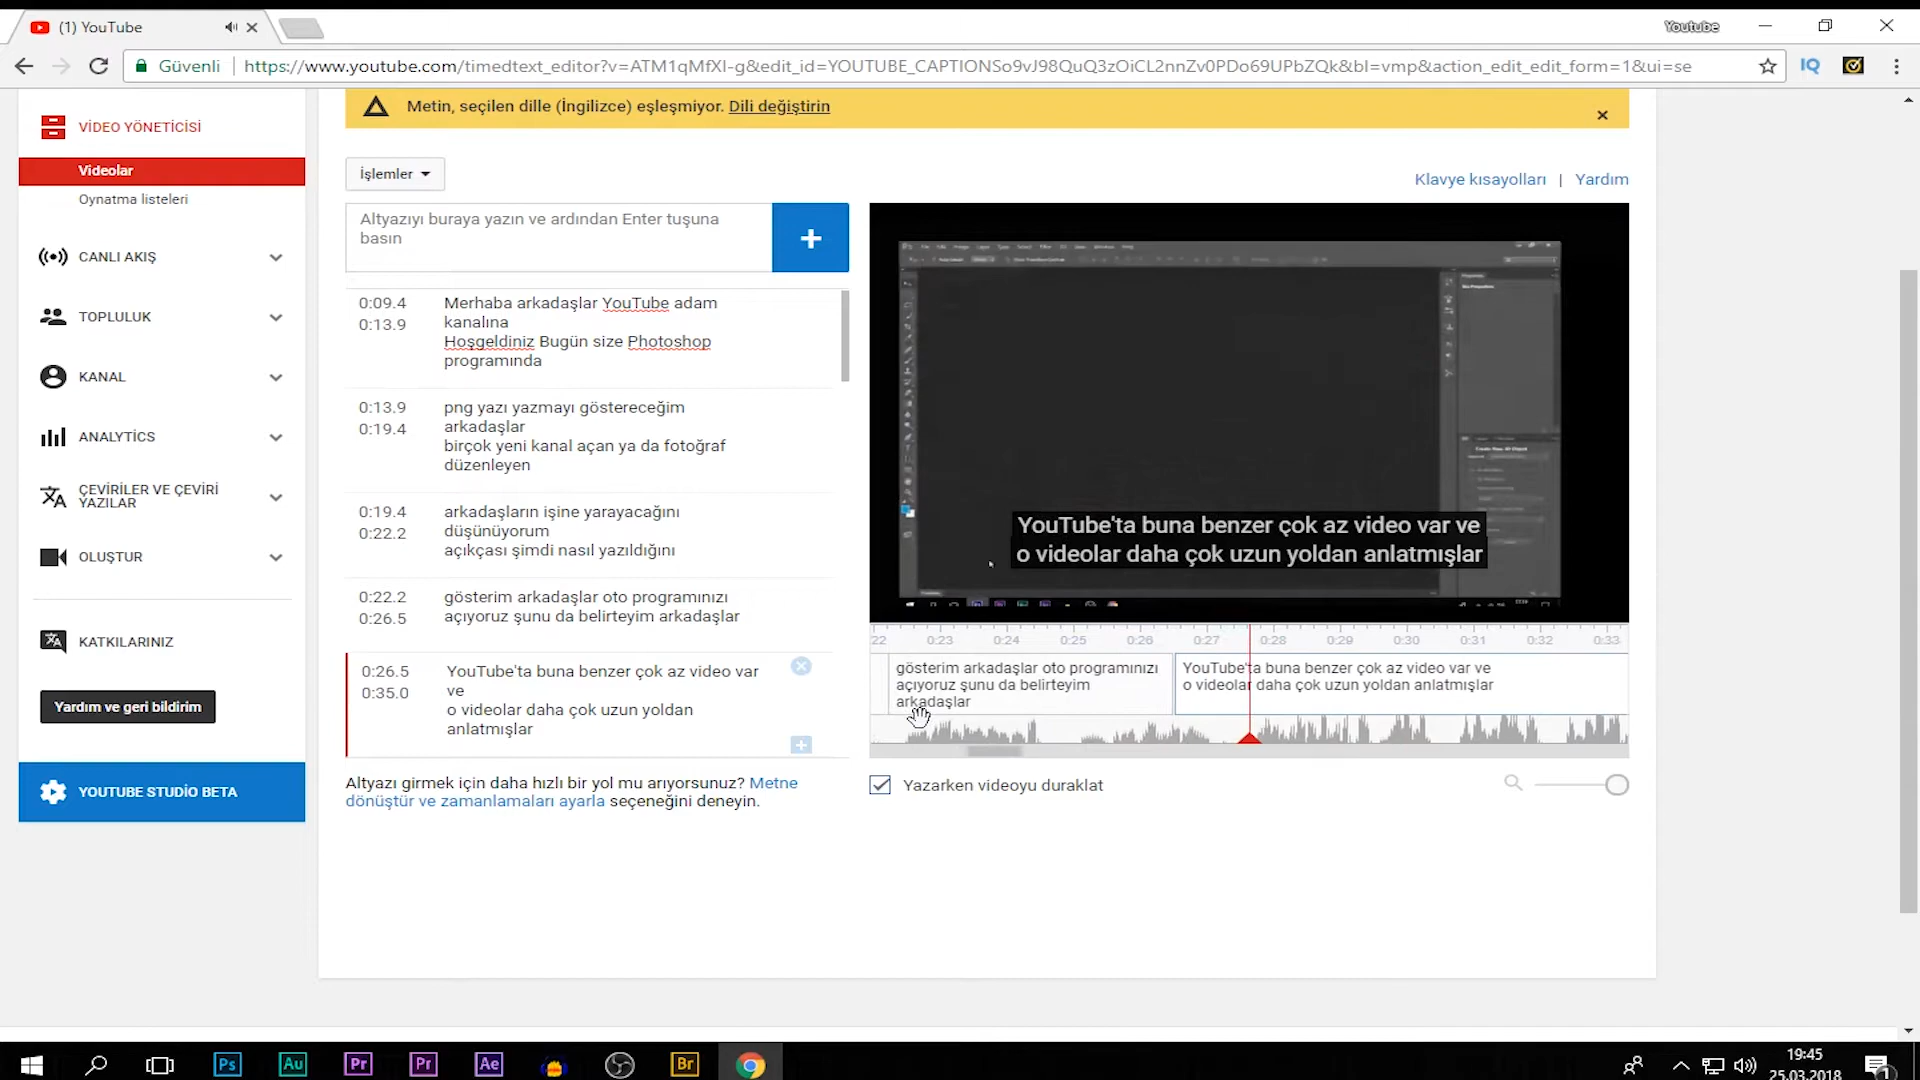 (1) YouTube
Youtube
Güvenli
https://www.youtube.com/timedtext_editor?v=ATM1qMfXI-g&edit_id=YOUTUBE_CAPTIONSo9vJ98QuQ3zOiCL2nnZv0PDo69UPbZQk&bl=vmp&action_edit_edit_form=1&ui=se
IQ
Metin, seçilen dille (İngilizce) eşleşmiyor. Dili değiştirin
VİDEO YÖNETİCİSİ
Videolar
Oynatma listeleri
CANLI AKIŞ
TOPLULUK
KANAL
ANALYTICS
ÇEVİRİLER VE ÇEVİRİ
YAZILAR
OLUŞTUR
KATKILARINIZ
Yardım ve geri bildirim
YOUTUBE STUDİO BETA
İşlemler
Klavye kısayolları | Yardım
Altyazıyı buraya yazın ve ardından Enter tuşuna
basın
0:09.4
0:13.9
Merhaba arkadaşlar YouTube adam
kanalına
Hoşgeldiniz Bugün size Photoshop
programında
0:13.9
0:19.4
png yazı yazmayı göstereceğim
arkadaşlar
birçok yeni kanal açan ya da fotoğraf
düzenleyen
0:19.4
0:22.2
arkadaşların işine yarayacağını
düşünüyorum
açıkçası şimdi nasıl yazıldığını
0:22.2
0:26.5
gösterim arkadaşlar oto programınızı
açıyoruz şunu da belirteyim arkadaşlar
0:26.5
0:35.0
YouTube'ta buna benzer çok az video var
ve
o videolar daha çok uzun yoldan
anlatmışlar
Altyazı girmek için daha hızlı bir yol mu arıyorsunuz? Metne
dönüştür ve zamanlamaları ayarla seçeneğini deneyin.
YouTube'ta buna benzer çok az video var ve
o videolar daha çok uzun yoldan anlatmışlar
22 0:23 0:24 0:25 0:26 0:27 0:28 0:29 0:30 0:31 0:32 0:33
gösterim arkadaşlar oto programınızı
açıyoruz şunu da belirteyim
arkadaşlar
YouTube'ta buna benzer çok az video var ve
o videolar daha çok uzun yoldan anlatmışlar
Yazarken videoyu duraklat
Ps Au Pr Pr Ae Br
19:45
25.03.2018
1